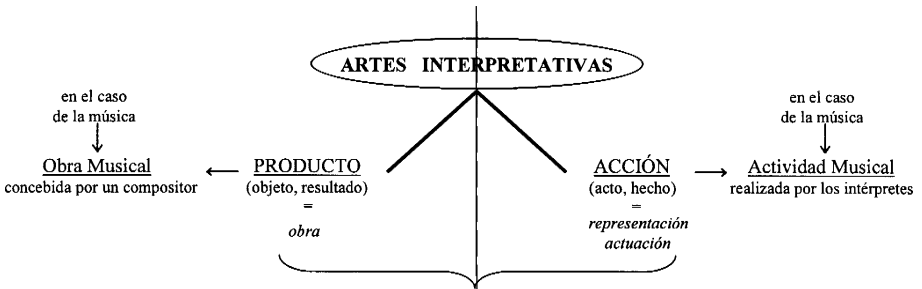 ARTES INTERPRETATIVAS
en el caso
de la música
Obra Musical
concebida por un compositor
PRODUCTO
(objeto, resultado)
=
obra
ACCIÓN
(acto, hecho)
=
representación
actuación
en el caso
de la música
Actividad Musical
realizada por los intérpretes